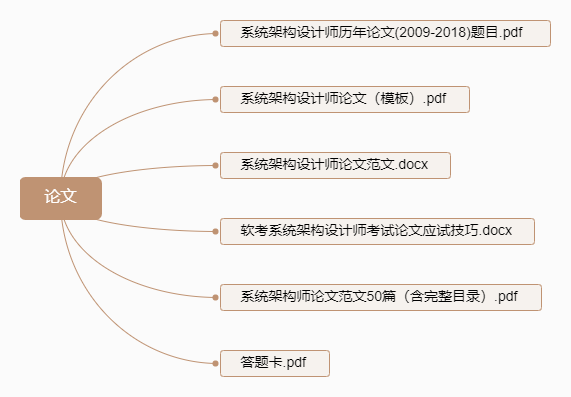 系统架构设计师历年论文(2009-2018)题目.pdf
系统架构设计师论文（模板）.pdf
系统架构设计师论文范文.docx
论文
软考系统架构设计师考试论文应试技巧.docx
系统架构师论文范文50篇（含完整目录）.pdf
答题卡.pdf